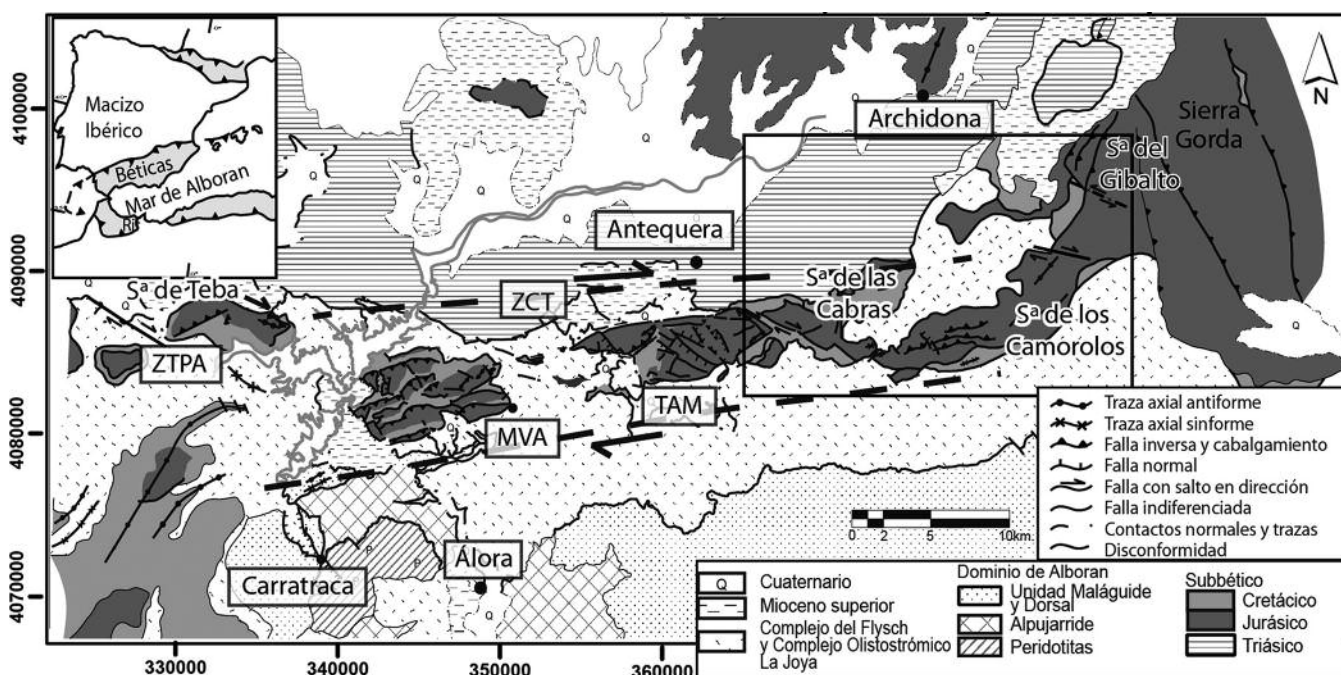 Macizo
Ibérico
Béticas
Mar de Alboran
Rif
Archidona
Sierra
Gorda
N
Sª del
Gibalto
Antequera
Sª de las
Cabras
Sª de Teba
ZCT
Sª de los
Camorolos
ZTPA
TAM
MVA
Carratraca
Álora
Q
Q
Q
Q
Q
Q
Q
P
P
4100000
4090000
4080000
4070000
330000
340000
350000
360000
Traza axial antiforme
Traza axial sinforme
Falla inversa y cabalgamiento
Falla normal
Falla con salto en dirección
Falla indiferenciada
Contactos normales y trazas
Disconformidad
0 2 5 10km.
Q Cuaternario
Mioceno superior
Complejo del Flysch
y Complejo Olistostrómico
La Joya
Dominio de Alboran
Unidad Maláguide
y Dorsal
Alpujarride
Peridotitas
Subbético
Cretácico
Jurásico
Triásico